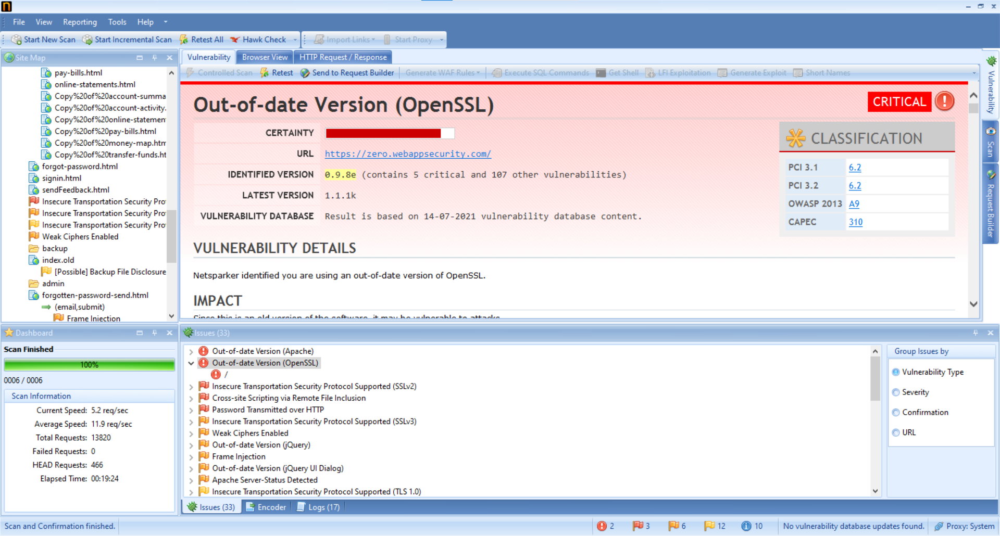 File View Reporting Tools Help
Start New Scan Start Incremental Scan Retest All Hawk Check Import Links Start Proxy
Site Map
pay-bills.html
online-statements.html
Copy%20of%20account-summa
Copy%20of%20account-activity.
Copy%20of%20online-statemen
Copy%20of%20pay-bills.html
Copy%20of%20money-map.htm
Copy%20of%20transfer-funds.ht
forgot-password.html
signin.html
sendFeedback.html
Insecure Transportation Security Pro
Insecure Transportation Security Pro
Insecure Transportation Security Pro
Weak Ciphers Enabled
backup
index.old
[Possible] Backup File Disclosure
admin
forgotten-password-send.html
(email,submit)
Frame Injection
Vulnerability Browser View HTTP Request / Response
Controlled Scan Retest Send to Request Builder Generate WAF Rules Execute SQL Commands Get Shell LFI Exploitation Generate Exploit Short Names
Out-of-date Version (OpenSSL)
CRITICAL
CERTAINTY
URL https://zero.webappsecurity.com/
IDENTIFIED VERSION 0.9.8e (contains 5 critical and 107 other vulnerabilities)
LATEST VERSION 1.1.1k
VULNERABILITY DATABASE Result is based on 14-07-2021 vulnerability database content.
CLASSIFICATION
PCI 3.1 6.2
PCI 3.2 6.2
OWASP 2013 A9
CAPEC 310
VULNERABILITY DETAILS
Netsparker identified you are using an out-of-date version of OpenSSL.
IMPACT
Since this is an old version of the software, it may be vulnerable to attacks.
Vulnerability
Scan
Request Builder
Dashboard
Scan Finished
100%
0006 / 0006
Scan Information
Current Speed: 5.2 req/sec
Average Speed: 11.9 req/sec
Total Requests: 13820
Failed Requests: 0
HEAD Requests: 466
Elapsed Time: 00:19:24
Issues (33)
Out-of-date Version (Apache)
Out-of-date Version (OpenSSL)
/
Insecure Transportation Security Protocol Supported (SSLv2)
Cross-site Scripting via Remote File Inclusion
Password Transmitted over HTTP
Insecure Transportation Security Protocol Supported (SSLv3)
Weak Ciphers Enabled
Out-of-date Version (jQuery)
Frame Injection
Out-of-date Version (jQuery UI Dialog)
Apache Server-Status Detected
Insecure Transportation Security Protocol Supported (TLS 1.0)
Group Issues by
Vulnerability Type
Severity
Confirmation
URL
Issues (33) Encoder Logs (17)
Scan and Confirmation finished. 2 3 6 12 10 No vulnerability database updates found. Proxy: System